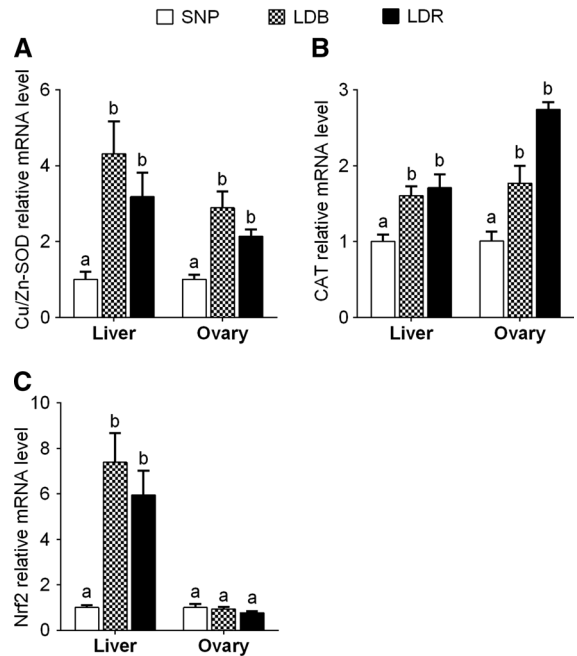 SNP LDB LDR
A
Cu/Zn-SOD relative mRNA level
6
4
2
0
a b b a b b
Liver Ovary
B
CAT relative mRNA level
3
2
1
0
a b b a b b
Liver Ovary
C
Nrf2 relative mRNA level
10
8
6
4
2
0
a b b a a a
Liver Ovary